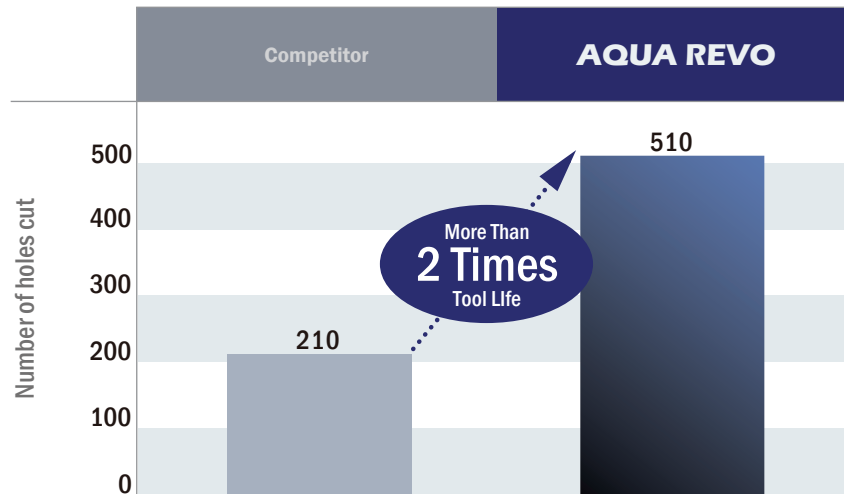 Competitor
AQUA REVO
Number of holes cut
500
400
300
200
100
0
210
510
More Than
2 Times
Tool LIfe